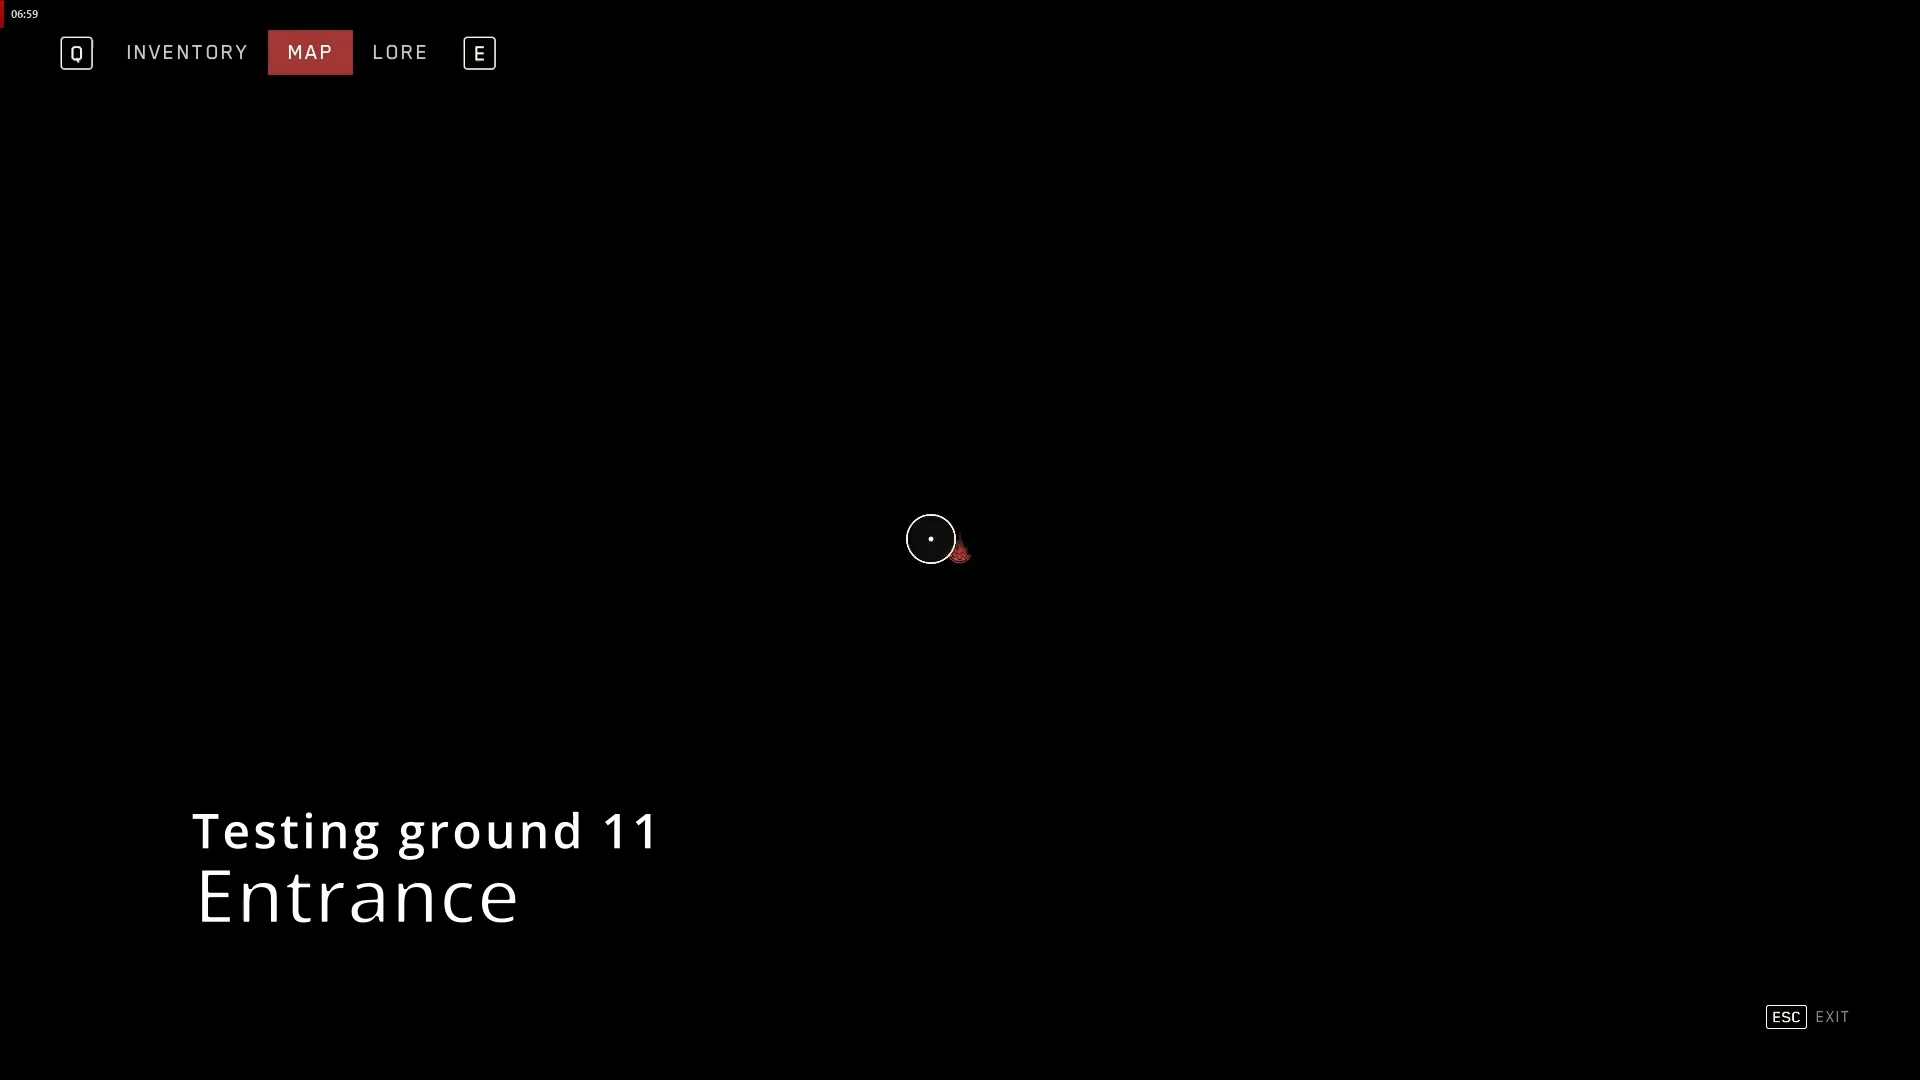 06:59
Q INVENTORY MAP LORE E
Testing ground 11
Entrance
ESC EXIT